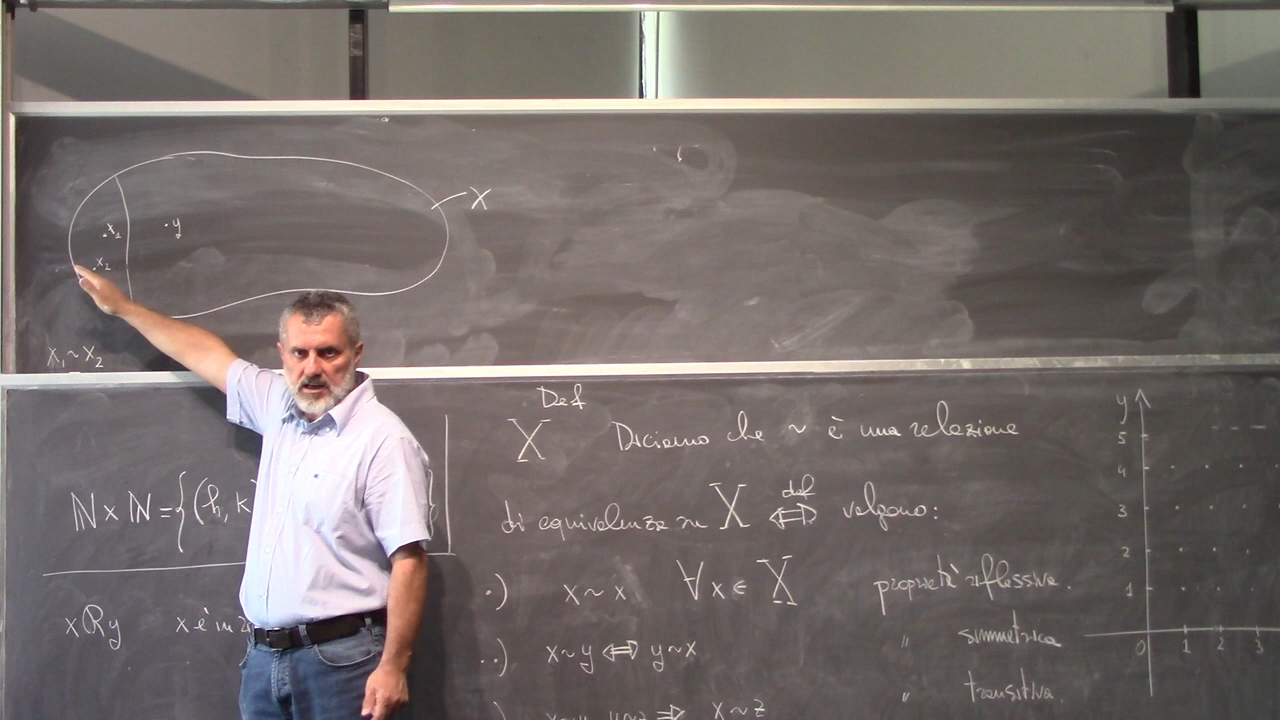 X
x₁ . y
x₂
x₁ ~ x₂
ℕ × ℕ = {(h, k
xRy x è in
Def
X Diciamo che ~ è una relazione
di equivalenza su X ⇔ def valgono:
·) x ~ x ∀x ∈ X proprietà riflessiva.
··) x ~ y ⇔ y ~ x " simmetrica
) x ~ y, y ~ z ⇒ x ~ z " transitiva.
y
5
4
3
2
1
0 1 2 3